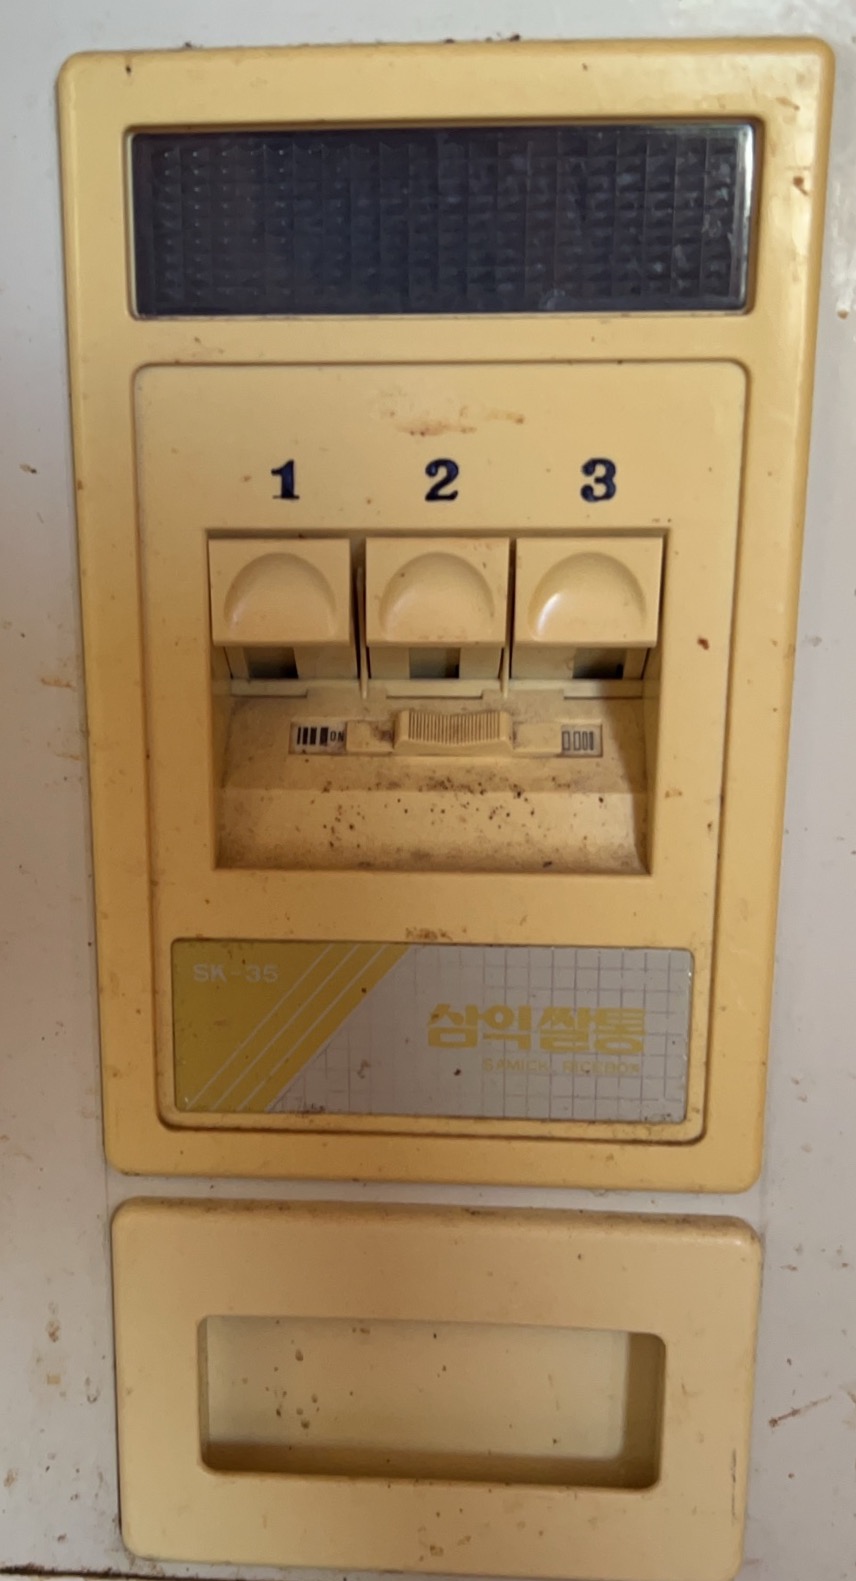 1 2 3
ON
SK-35
삼익쌀통
SAMICK RICEBOX